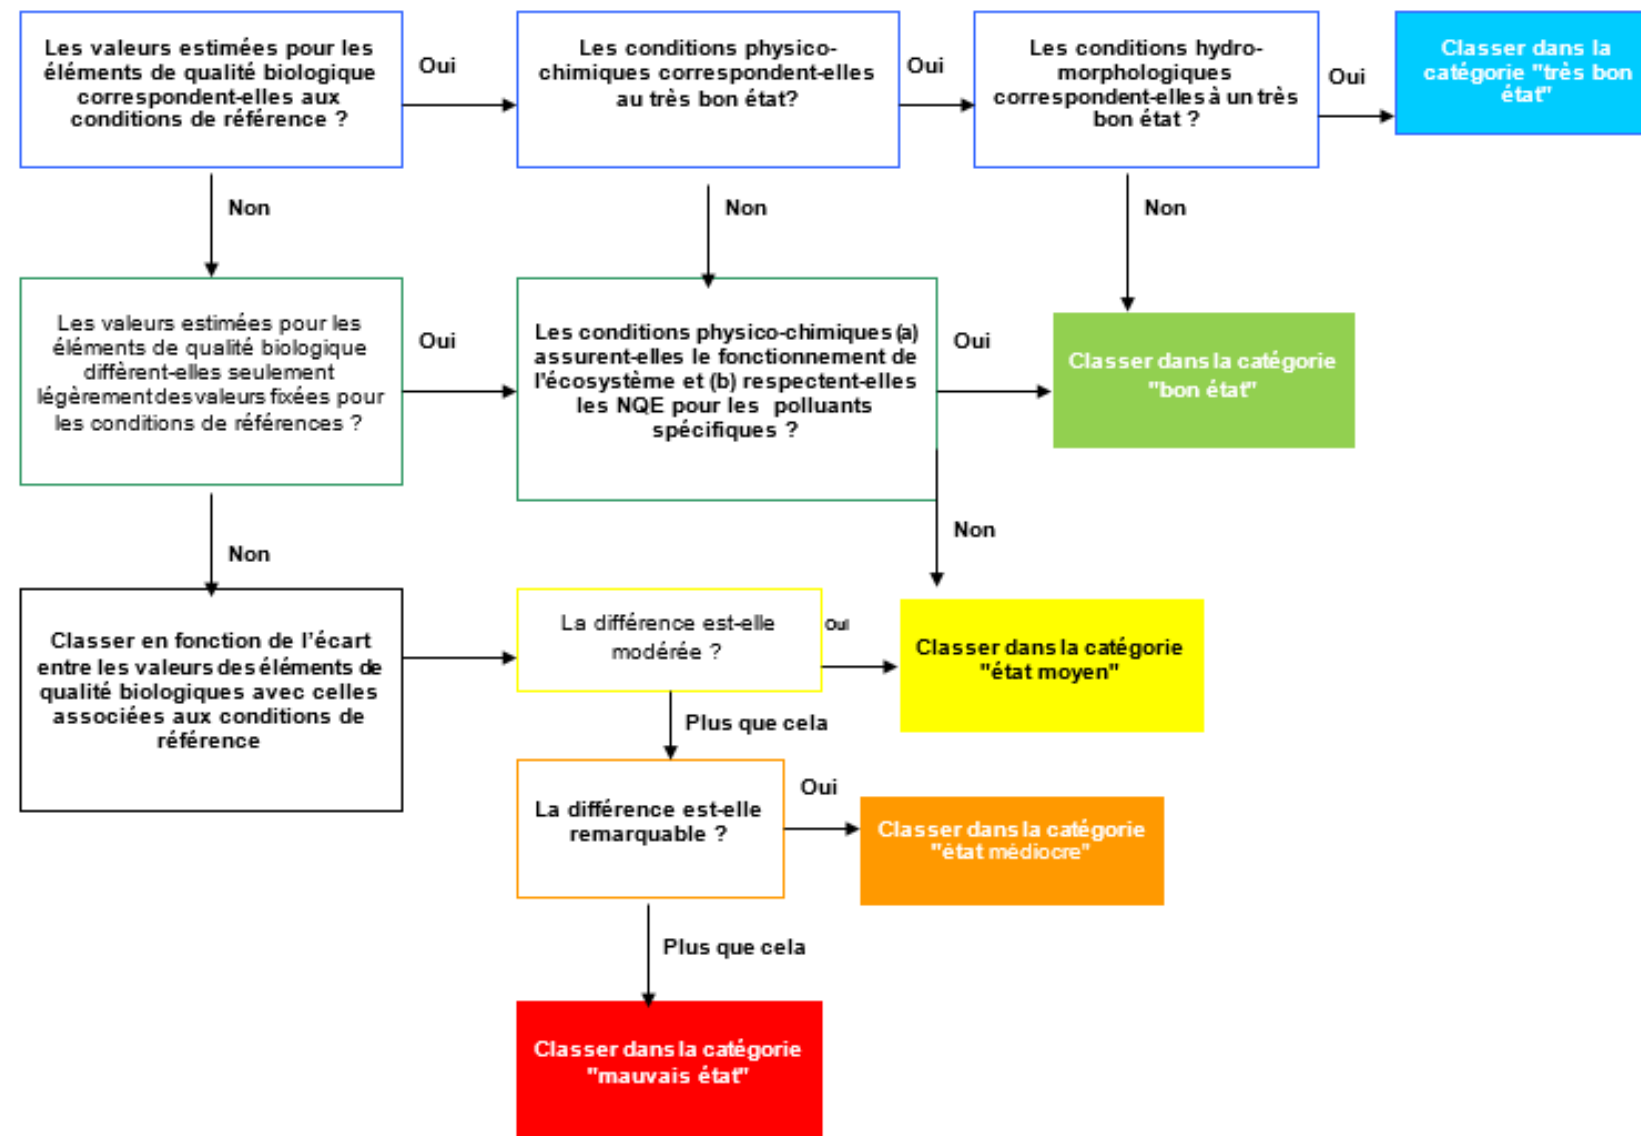 Les valeurs estimées pour les
éléments de qualité biologique
correspondent-elles aux
conditions de référence ?
Oui
Les conditions physico-
chimiques correspondent-elles
au très bon état?
Oui
Les conditions hydro-
morphologiques
correspondent-elles à un très
bon état ?
Oui
Classer dans la
catégorie "très bon
état"
Non
Non
Non
Les valeurs estimées pour les
éléments de qualité biologique
diffèrent-elles seulement
légèrement des valeurs fixées pour
les conditions de références ?
Oui
Les conditions physico-chimiques (a)
assurent-elles le fonctionnement de
l'écosystème et (b) respectent-elles
les NQE pour les polluants
spécifiques ?
Oui
Classer dans la catégorie
"bon état"
Non
Non
Classer en fonction de l'écart
entre les valeurs des éléments de
qualité biologiques avec celles
associées aux conditions de
référence
La différence est-elle
modérée ?
Oui
Classer dans la catégorie
"état moyen"
Plus que cela
La différence est-elle
remarquable ?
Oui
Classer dans la catégorie
"état médiocre"
Plus que cela
Classer dans la catégorie
"mauvais état"